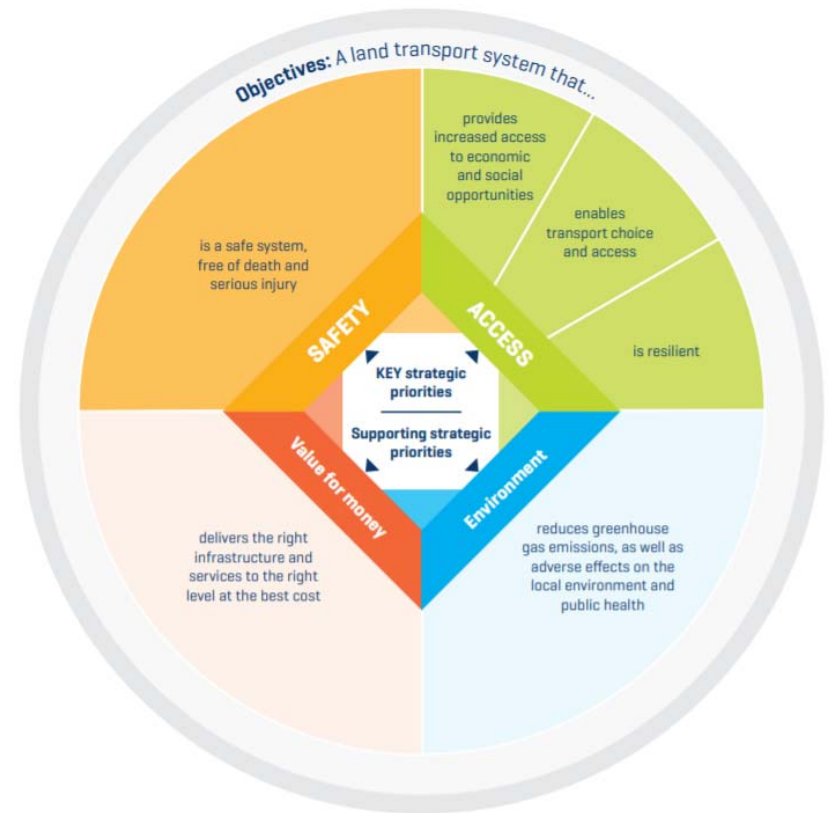 Objectives: A land transport system that...
provides
increased access
to economic
and social
opportunities
enables
transport choice
and access
is resilient
is a safe system,
free of death and
serious injury
SAFETY
ACCESS
KEY strategic
priorities
Supporting strategic
priorities
Value for money
Environment
delivers the right
infrastructure and
services to the right
level at the best cost
reduces greenhouse
gas emissions, as well as
adverse effects on the
local environment and
public health